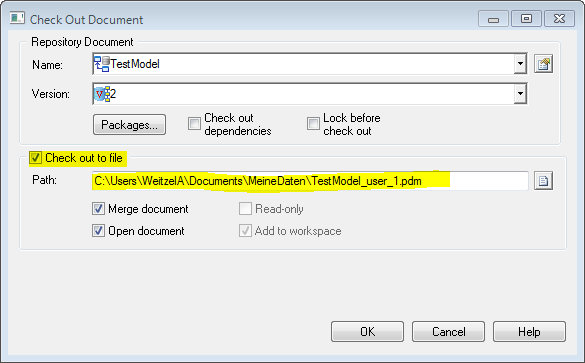 Check Out Document
Repository Document
Name: TestModel
Version: 2
Packages... Check out dependencies Lock before check out
Check out to file
Path: C:\Users\WeitzelA\Documents\MeineDaten\TestModel_user_1.pdm
Merge document Read-only
Open document Add to workspace
OK Cancel Help